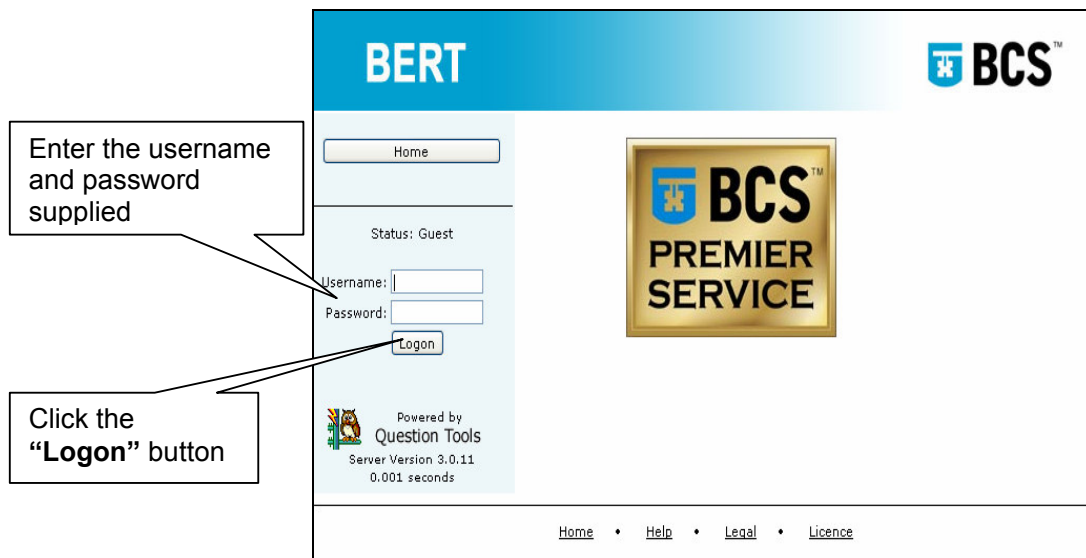 BERT
BCS™
Enter the username
and password
supplied
Home
BCS™
PREMIER
SERVICE
Status: Guest
Username:
Password:
Logon
Click the
“Logon” button
Powered by
Question Tools
Server Version 3.0.11
0.001 seconds
Home • Help • Legal • Licence